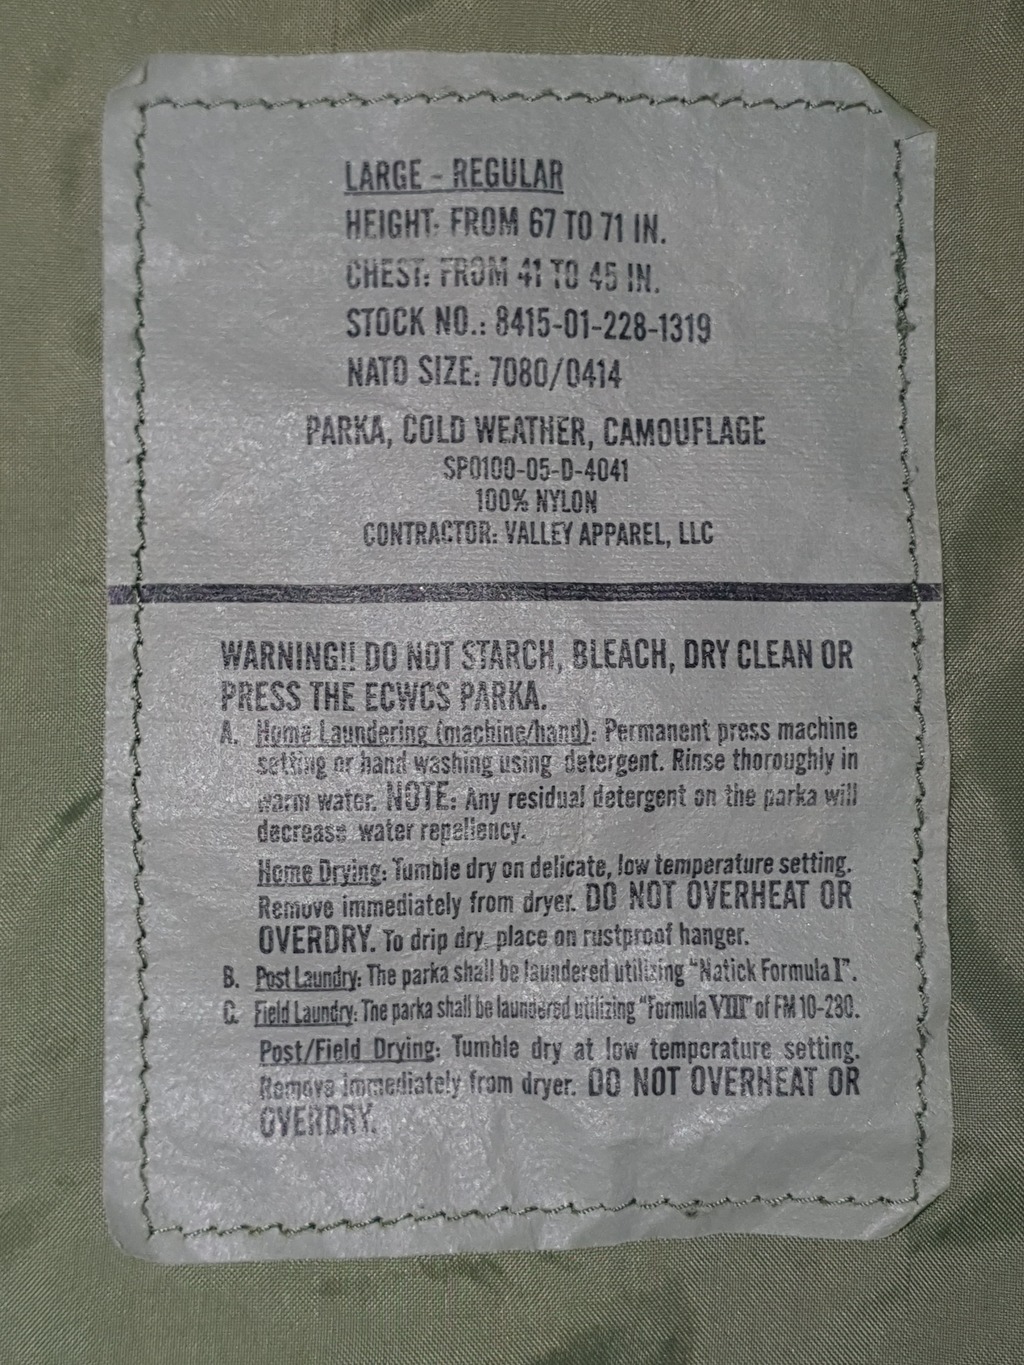 LARGE - REGULAR
HEIGHT: FROM 67 TO 71 IN.
CHEST: FROM 41 TO 45 IN.
STOCK NO.: 8415-01-228-1319
NATO SIZE: 7080/0414
PARKA, COLD WEATHER, CAMOUFLAGE
SP0100-05-D-4041
100% NYLON
CONTRACTOR: VALLEY APPAREL, LLC
WARNING!! DO NOT STARCH, BLEACH, DRY CLEAN OR
PRESS THE ECWCS PARKA.
A. Home Laundering (machine/hand): Permanent press machine
setting or hand washing using detergent. Rinse thoroughly in
warm water. NOTE: Any residual detergent on the parka will
decrease water repellency.
Home Drying: Tumble dry on delicate, low temperature setting.
Remove immediately from dryer. DO NOT OVERHEAT OR
OVERDRY. To drip dry place on rustproof hanger.
B. Post Laundry: The parka shall be laundered utilizing "Natick Formula I".
C. Field Laundry: The parka shall be laundered utilizing "Formula VIII" of FM 10-280.
Post/Field Drying: Tumble dry at low temperature setting.
Remove immediately from dryer. DO NOT OVERHEAT OR
OVERDRY.